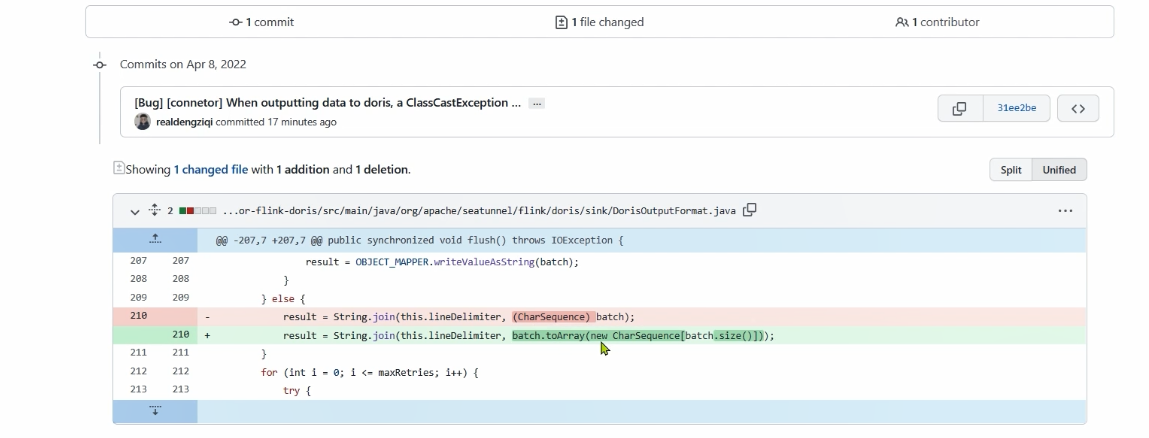 1 commit
1 file changed
1 contributor
Commits on Apr 8, 2022
[Bug] [connetor] When outputting data to doris, a ClassCastException ... ...
realdengziqi committed 17 minutes ago
31ee2be
Showing 1 changed file with 1 addition and 1 deletion.
Split Unified
2 ...or-flink-doris/src/main/java/org/apache/seatunnel/flink/doris/sink/DorisOutputFormat.java
@@ -207,7 +207,7 @@ public synchronized void flush() throws IOException {
207 207 result = OBJECT_MAPPER.writeValueAsString(batch);
208 208 }
209 209 } else {
210 - result = String.join(this.lineDelimiter, (CharSequence) batch);
210 + result = String.join(this.lineDelimiter, batch.toArray(new CharSequence[batch.size()]));
211 211 }
212 212 for (int i = 0; i <= maxRetries; i++) {
213 213 try {